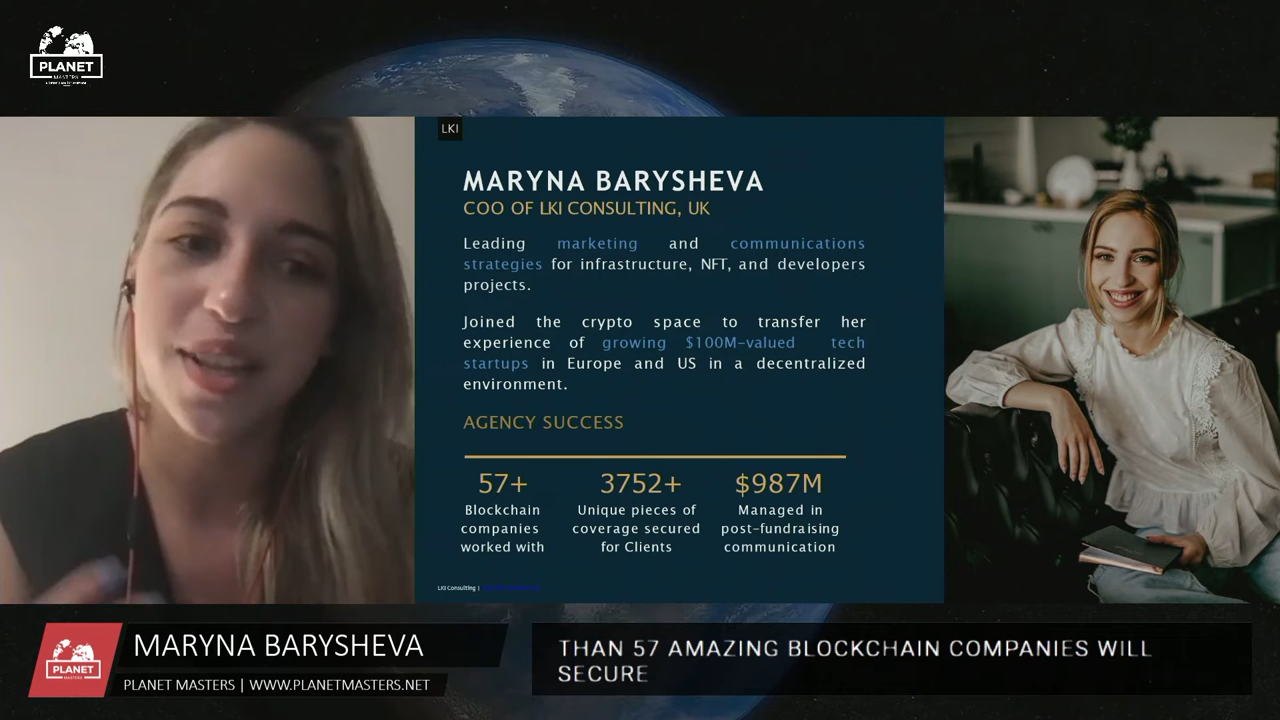 PLANET
MASTERS
LKI
MARYNA BARYSHEVA
COO OF LKI CONSULTING, UK
Leading marketing and communications
strategies for infrastructure, NFT, and developers
projects.
Joined the crypto space to transfer her
experience of growing $100M-valued tech
startups in Europe and US in a decentralized
environment.
AGENCY SUCCESS
57+ 3752+ $987M
Blockchain Unique pieces of Managed in
companies coverage secured post-fundraising
worked with for Clients communication
LKI Consulting |
PLANET
MASTERS
MARYNA BARYSHEVA
PLANET MASTERS | WWW.PLANETMASTERS.NET
THAN 57 AMAZING BLOCKCHAIN COMPANIES WILL
SECURE